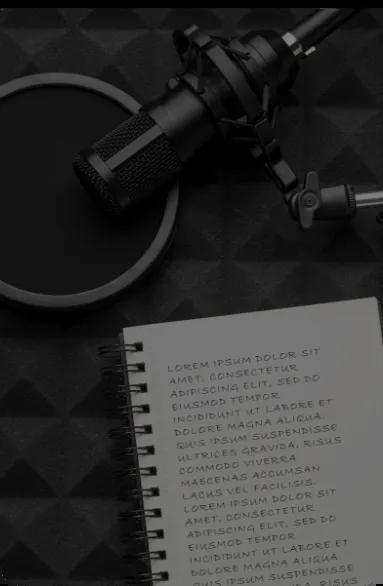 LOREM IPSUM DOLOR SIT
AMET, CONSECTETUR
ADIPISCING ELIT, SED DO
EIUSMOD TEMPOR
INCIDIDUNT UT LABORE ET
DOLORE MAGNA ALIQUA.
QUIS IPSUM SUSPENDISSE
ULTRICES GRAVIDA. RISUS
COMMODO VIVERRA
MAECENAS ACCUMSAN
LACUS VEL FACILISIS.
LOREM IPSUM DOLOR SIT
AMET, CONSECTETUR
ADIPISCING ELIT, SED DO
EIUSMOD TEMPOR
INCIDIDUNT UT LABORE ET
DOLORE MAGNA ALIQUA.
QUIS IPSUM SUSPENDISSE
RISUS